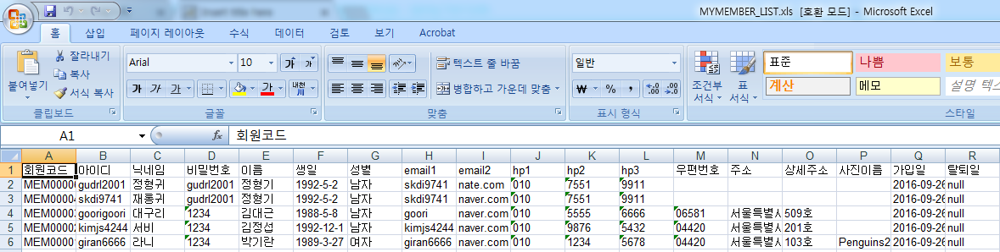 MYMEMBER_LIST.xls [호환 모드] - Microsoft Excel
홈 삽입 페이지 레이아웃 수식 데이터 검토 보기 Acrobat
붙여넣기 잘라내기 복사 서식 복사 클립보드
Arial 10 가 가 가 가 가 가 내천 글꼴
텍스트 줄 바꿈 병합하고 가운데 맞춤 맞춤
일반 % , 표시 형식
조건부 서식 표 서식 표준 나쁨 보통 계산 메모 설명 텍스 스타일
A1 fx 회원코드
A B C D E F G H I J K L M N O P Q R
1 회원코드 아이디 닉네임 비밀번호 이름 생일 성별 email1 email2 hp1 hp2 hp3 우편번호 주소 상세주소 사진이름 가입일 탈퇴일
2 MEM0000 gudrl2001 정형귀 gudrl2001 정형기 1992-5-2 남자 skdi9741 nate.com 010 7551 9911 2016-09-26 null
3 MEM0000 skdi9741 재롱귀 gudrl2001 정형기 1992-5-2 남자 skdi9741 naver.com 010 7551 9911 2016-09-26 null
4 MEM0000 goorigoori 대구리 1234 김대근 1988-5-8 남자 goori naver.com 010 5555 6666 06581 서울특별시 509호 2016-09-26 null
5 MEM0000 kimjs4244 서비 1234 김정섭 1992-12-1 남자 kimjs4244 naver.com 010 9876 5432 04420 서울특별시 201호 2016-09-26 null
6 MEM0000 giran6666 라니 1234 박기란 1989-3-27 여자 giran6666 naver.com 010 1234 5678 04420 서울특별시 103호 Penguins2 2016-09-26 null